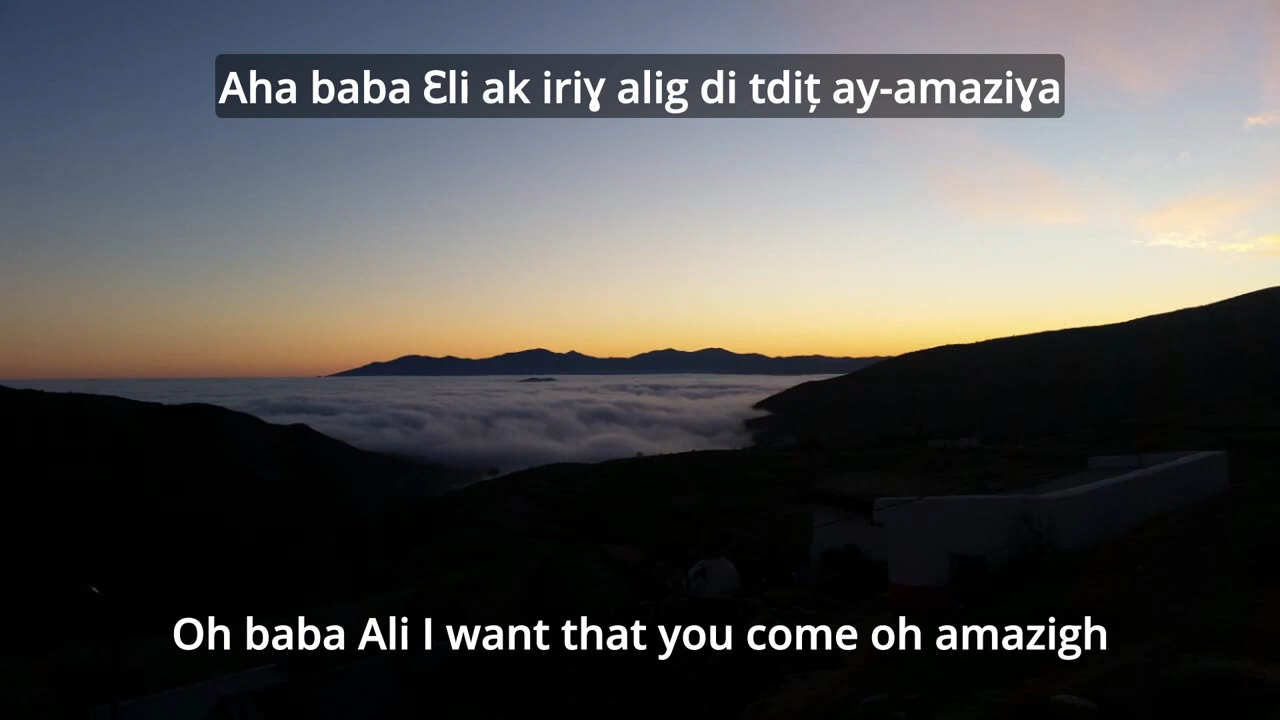 Aha baba Ɛli ak iriɣ alig di tdiṭ ay-amaziɣa
Oh baba Ali I want that you come oh amazigh